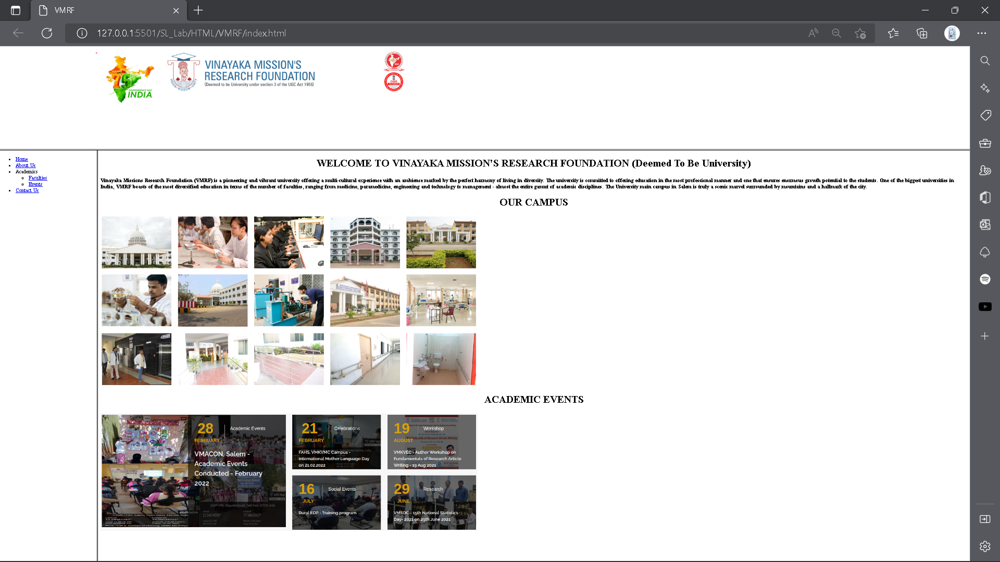 VMRF
127.0.0.1:5501/SL_Lab/HTML/VMRF/index.html
HAPPY
75
INDEPENDENCE DAY
INDIA
VINAYAKA MISSION'S
RESEARCH FOUNDATION
(Deemed to be University under section 3 of the UGC Act 1956)
VISION • WISDOM • UNITY
Home
About Us
Academics
Faculties
Events
Contact Us
WELCOME TO VINAYAKA MISSION'S RESEARCH FOUNDATION (Deemed To Be University)
Vinayaka Missions Research Foundation (VMRF) is a pioneering and vibrant university offering a multi-cultural experience with an ambience marked by the perfect harmony of living in diversity. The university is committed to offering education in the most professional manner and one that ensures enormous growth potential to the students. One of the biggest universities in
India, VMRF boasts of the most diversified education in terms of the number of faculties, ranging from medicine, paramedicine, engineering and technology to management - almost the entire gamut of academic disciplines. The University main campus in Salem is truly a scenic marvel surrounded by mountains and a hallmark of the city.
OUR CAMPUS
ACADEMIC EVENTS
28
FEBRUARY
Academic Events
VMACON, Salem -
Academic Events
Conducted - February
2022
21
FEBRUARY
Celebrations
FAHS, VMKVMC Campus -
International Mother Language Day
on 21.02.2022
19
AUGUST
Workshop
VMKVEC - Author Workshop on
Fundamentals of Research Article
Writing - 19 Aug 2021
16
JULY
Social Events
Rural EDP - Training program
29
JUNE
Research
VMSDC - 15th National Statistics
Day- 2021 on 29th June 2021